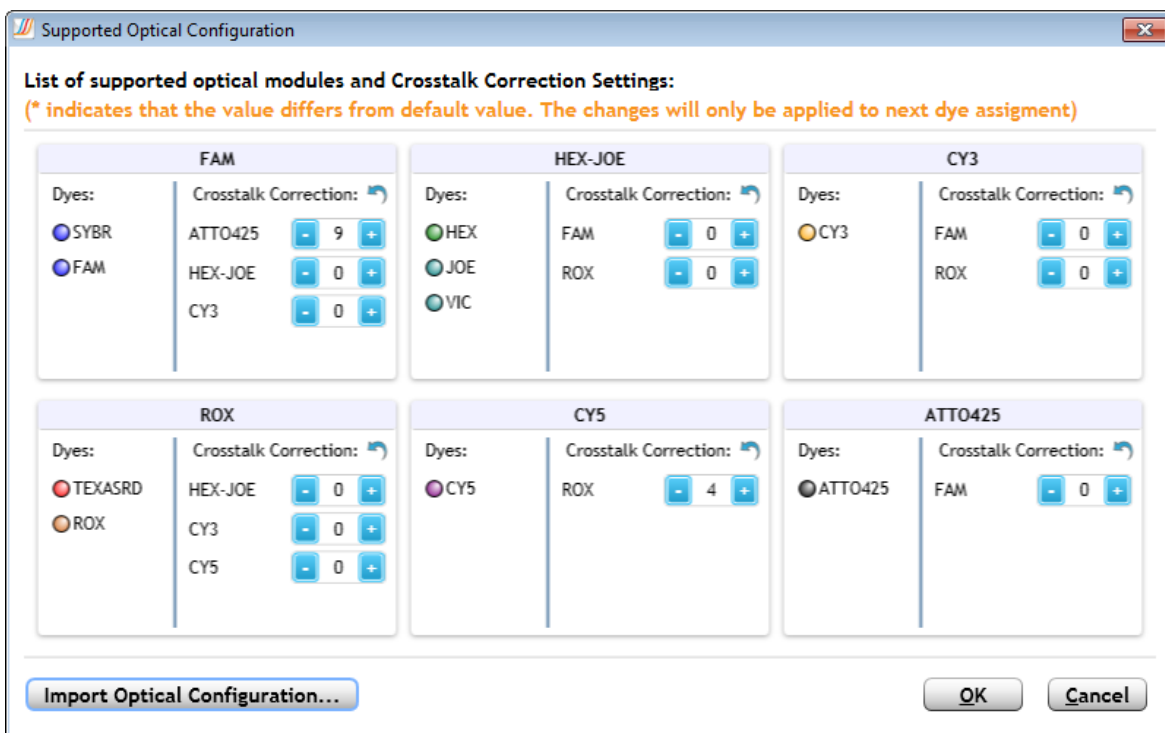 Supported Optical Configuration
List of supported optical modules and Crosstalk Correction Settings:
(* indicates that the value differs from default value. The changes will only be applied to next dye assigment)
FAM
Dyes:
SYBR
FAM
Crosstalk Correction:
ATTO425 - 9 +
HEX-JOE - 0 +
CY3 - 0 +
HEX-JOE
Dyes:
HEX
JOE
VIC
Crosstalk Correction:
FAM - 0 +
ROX - 0 +
CY3
Dyes:
CY3
Crosstalk Correction:
FAM - 0 +
ROX - 0 +
ROX
Dyes:
TEXASRD
ROX
Crosstalk Correction:
HEX-JOE - 0 +
CY3 - 0 +
CY5 - 0 +
CY5
Dyes:
CY5
Crosstalk Correction:
ROX - 4 +
ATTO425
Dyes:
ATTO425
Crosstalk Correction:
FAM - 0 +
Import Optical Configuration...
OK
Cancel